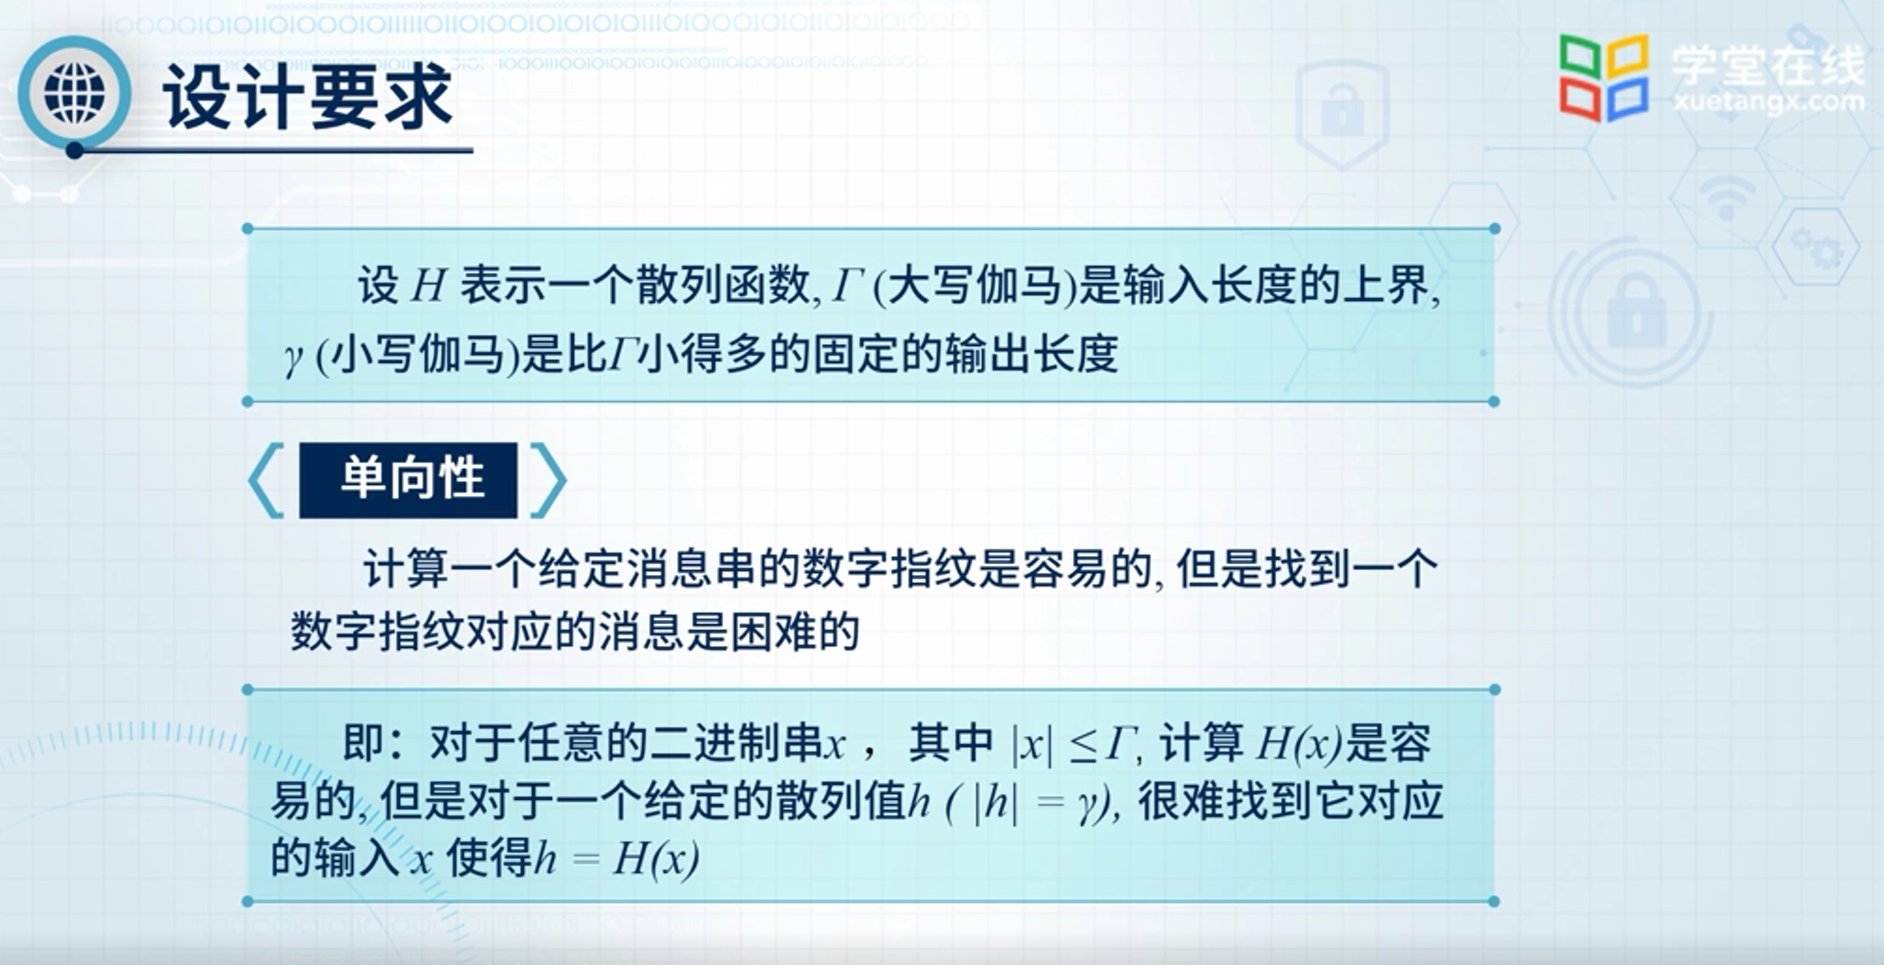 设计要求
学堂在线
xuetangx.com
设 H 表示一个散列函数, Γ (大写伽马)是输入长度的上界,
γ (小写伽马)是比Γ小得多的固定的输出长度
单向性
计算一个给定消息串的数字指纹是容易的, 但是找到一个
数字指纹对应的消息是困难的
即：对于任意的二进制串x ，其中 |x| ≤ Γ, 计算 H(x)是容
易的, 但是对于一个给定的散列值h ( |h| = γ), 很难找到它对应
的输入 x 使得h = H(x)